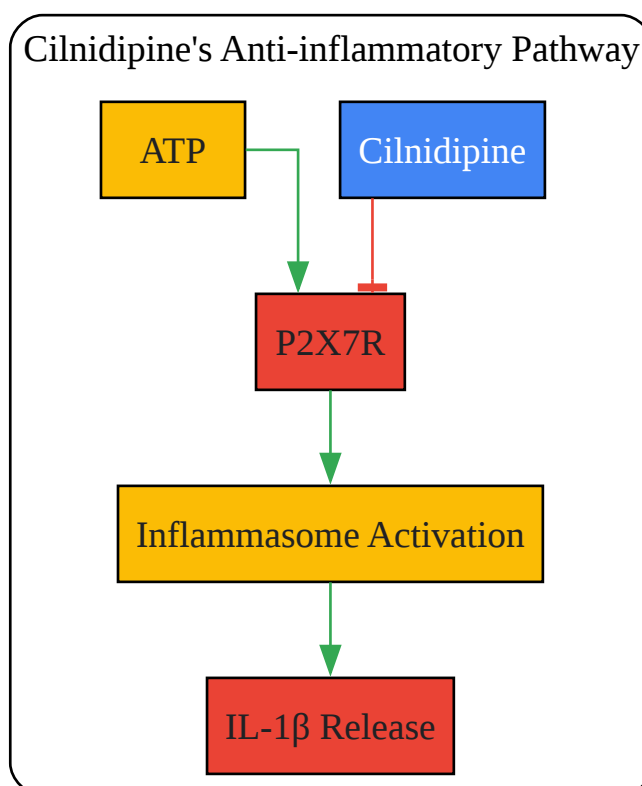 Cilnidipine's Anti-inflammatory Pathway
ATP
Cilnidipine
P2X7R
Inflammasome Activation
IL-1β Release